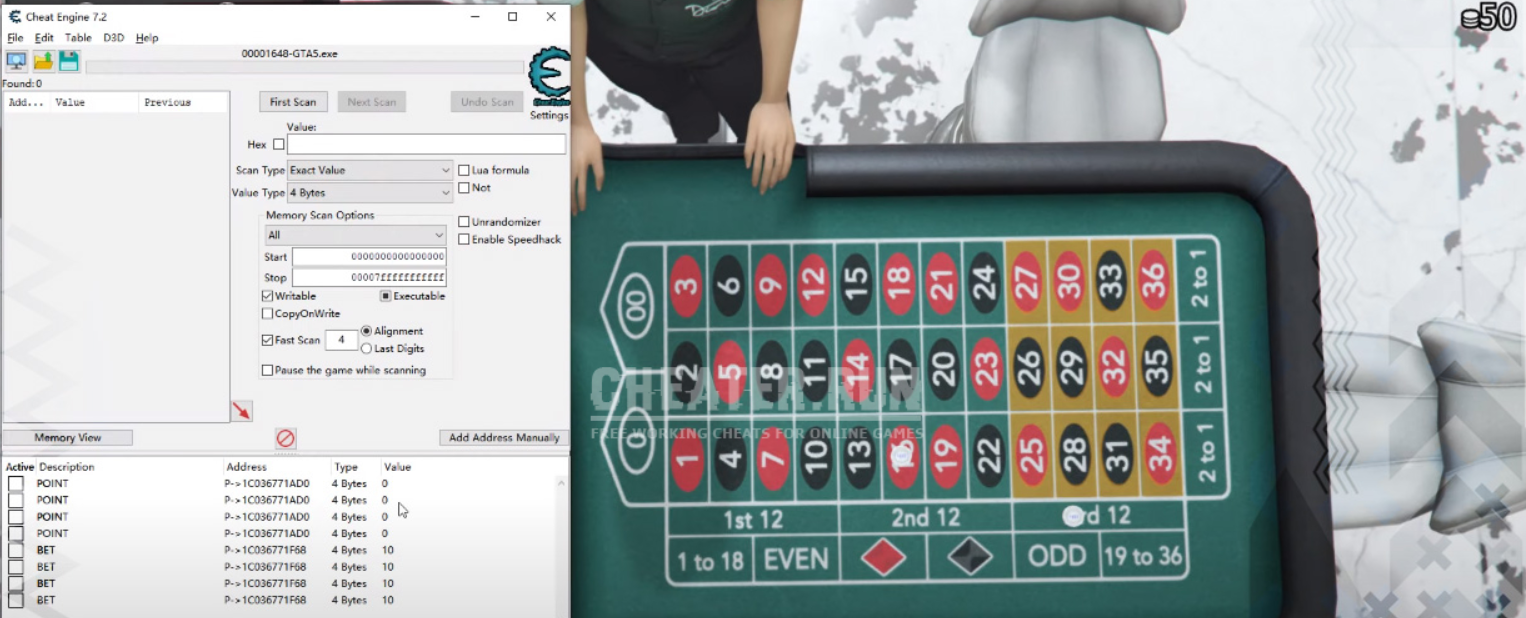 Cheat Engine 7.2
File Edit Table D3D Help
00001648-GTA5.exe
Found: 0
Add... Value Previous
First Scan Next Scan Undo Scan
Settings
Value:
Hex
Scan Type Exact Value
Lua formula
Value Type 4 Bytes
Not
Memory Scan Options
All
Unrandomizer
Enable Speedhack
Start 0000000000000000
Stop 00007fffffffffff
Writable Executable
CopyOnWrite
Fast Scan 4 Alignment
Last Digits
Pause the game while scanning
Memory View Add Address Manually
Active Description Address Type Value
POINT P->1C036771AD0 4 Bytes 0
POINT P->1C036771AD0 4 Bytes 0
POINT P->1C036771AD0 4 Bytes 0
POINT P->1C036771AD0 4 Bytes 0
BET P->1C036771F68 4 Bytes 10
BET P->1C036771F68 4 Bytes 10
BET P->1C036771F68 4 Bytes 10
BET P->1C036771F68 4 Bytes 10
50
00 3 6 9 12 15 18 21 24 27 30 33 36 2 to 1
2 5 8 11 14 17 20 23 26 29 32 35 2 to 1
0 1 4 7 10 13 16 19 22 25 28 31 34 2 to 1
1st 12 2nd 12 3rd 12
1 to 18 EVEN ODD 19 to 36
CHEATER.RUN
FREE WORKING CHEATS FOR ONLINE GAMES